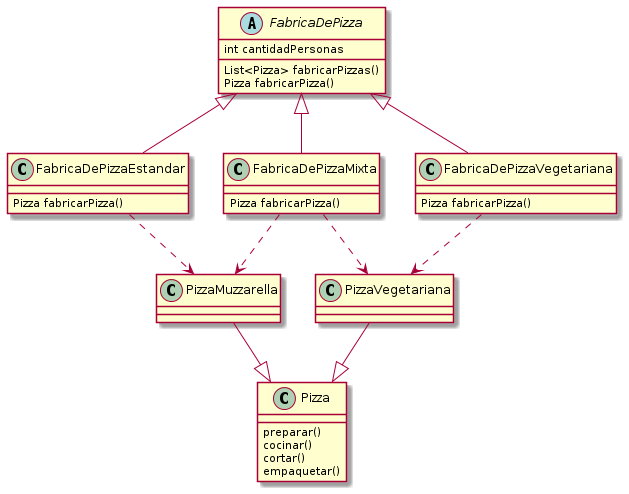 A FabricaDePizza
int cantidadPersonas
List<Pizza> fabricarPizzas()
Pizza fabricarPizza()
C FabricaDePizzaEstandar
Pizza fabricarPizza()
C FabricaDePizzaMixta
Pizza fabricarPizza()
C FabricaDePizzaVegetariana
Pizza fabricarPizza()
C PizzaMuzzarella
C PizzaVegetariana
C Pizza
preparar()
cocinar()
cortar()
empaquetar()